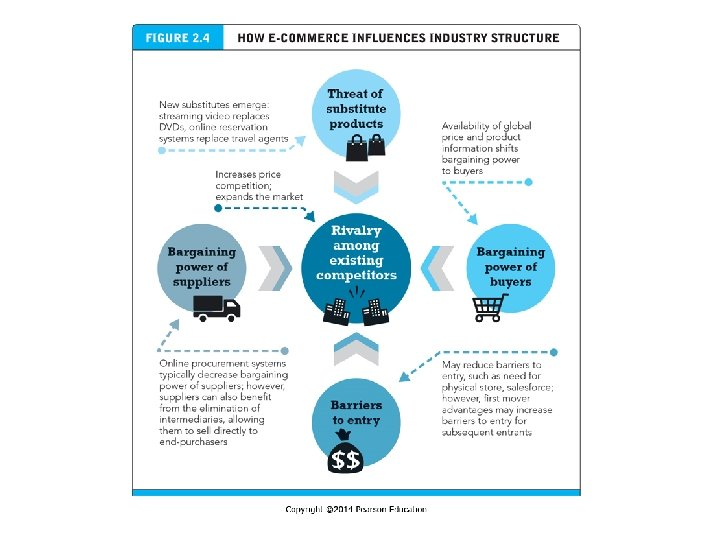 FIGURE 2.4
HOW E-COMMERCE INFLUENCES INDUSTRY STRUCTURE
Threat of
substitute
products
New substitutes emerge:
streaming video replaces
DVDs, online reservation
systems replace travel agents
Availability of global
price and product
information shifts
bargaining power
to buyers
Increases price
competition;
expands the market
Bargaining
power of
suppliers
Rivalry
among
existing
competitors
Bargaining
power of
buyers
Online procurement systems
typically decrease bargaining
power of suppliers; however,
suppliers can also benefit
from the elimination of
intermediaries, allowing
them to sell directly to
end-purchasers
Barriers
to entry
$$
May reduce barriers to
entry, such as need for
physical store, salesforce;
however, first mover
advantages may increase
barriers to entry for
subsequent entrants
Copyright ©2014 Pearson Education